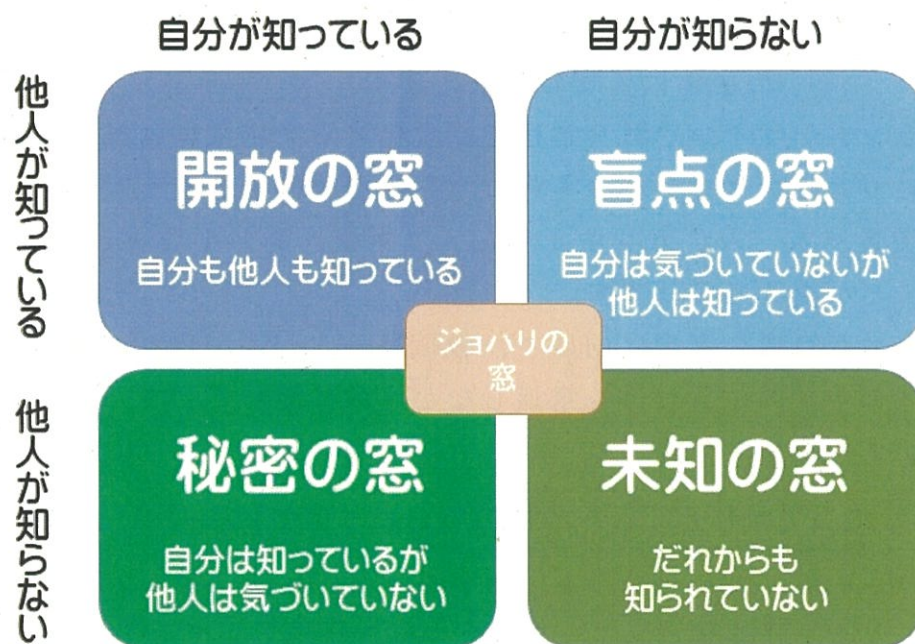 自分が知っている
自分が知らない
他人が知っている
開放の窓
自分も他人も知っている
盲点の窓
自分は気づいていないが
他人は知っている
ジョハリの
窓
他人が知らない
秘密の窓
自分は知っているが
他人は気づいていない
未知の窓
だれからも
知られていない